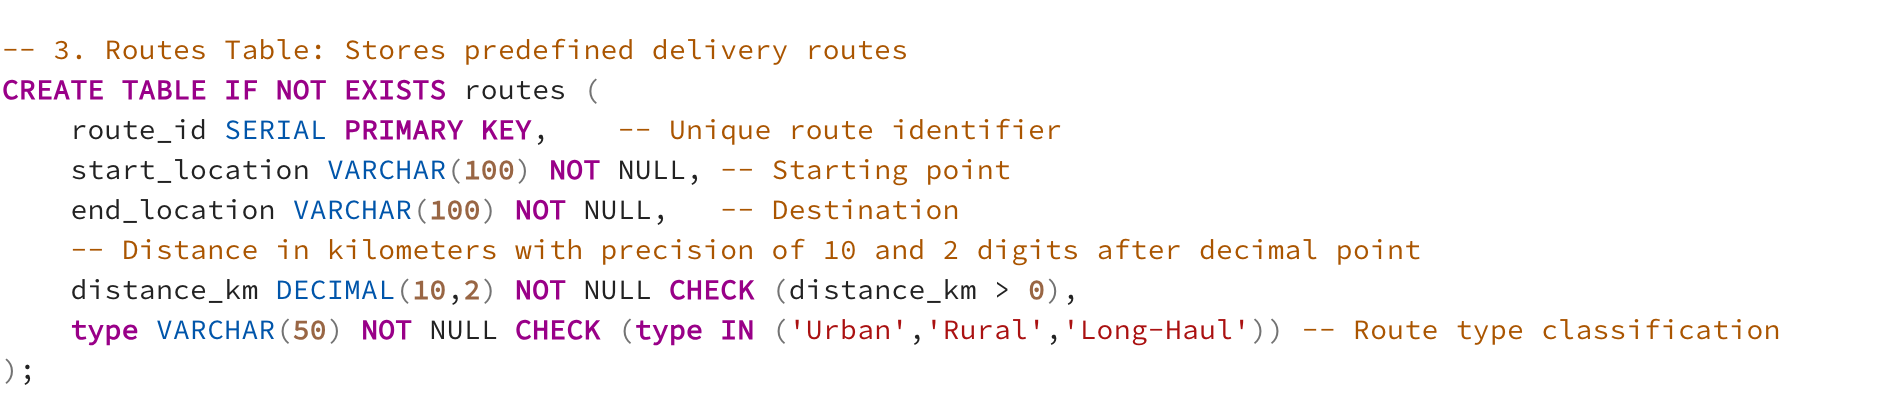 -- 3. Routes Table: Stores predefined delivery routes
CREATE TABLE IF NOT EXISTS routes (
    route_id SERIAL PRIMARY KEY,    -- Unique route identifier
    start_location VARCHAR(100) NOT NULL, -- Starting point
    end_location VARCHAR(100) NOT NULL,   -- Destination
    -- Distance in kilometers with precision of 10 and 2 digits after decimal point
    distance_km DECIMAL(10,2) NOT NULL CHECK (distance_km > 0),
    type VARCHAR(50) NOT NULL CHECK (type IN ('Urban','Rural','Long-Haul')) -- Route type classification
);